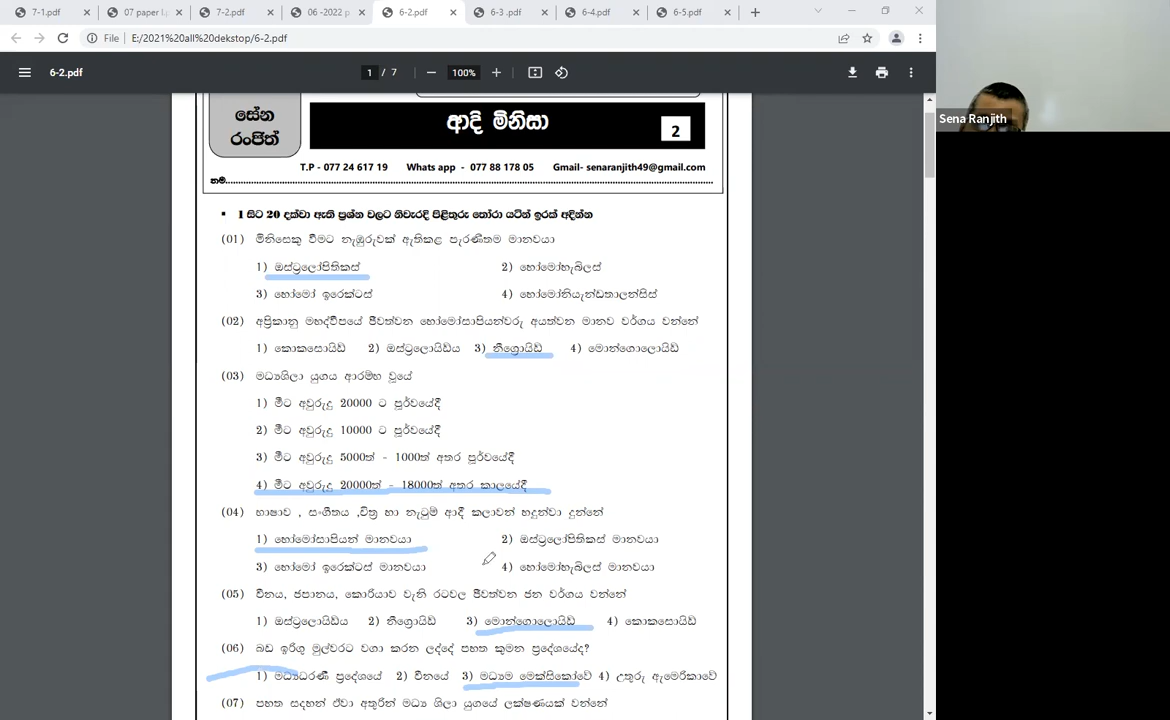 7-1.pdf
07 paper I.p
7-2.pdf
06 -2022 p
6-2.pdf
6-3 .pdf
6-4.pdf
6-5.pdf
File | E:/2021%20all%20dekstop/6-2.pdf
6-2.pdf
1 / 7
100%
Sena Ranjith
සේන
රංජිත්
ආදි මිනිසා
2
T.P - 077 24 617 19 Whats app - 077 88 178 05 Gmail- senaranjith49@gmail.com
නම
1 සිට 20 දක්වා ඇති ප්‍රශ්න වලට නිවැරදි පිළිතුරු තෝරා යටින් ඉරක් අදින්න
(01) මිනිසෙකු වීමට නැඹුරුවක් ඇතිකළ පැරණිතම මානවයා
1) ඔස්ට්‍රලෝපිතිකස් 2) හෝමෝහැබිලස්
3) හෝමෝ ඉරෙක්ටස් 4) හෝමෝනියැන්ඩතාලන්සිස්
(02) අප්‍රිකානු මහද්වීපයේ ජීවත්වන හෝමෝසාපියන්වරු අයත්වන මානව වර්ගය වන්නේ
1) කොකසොයිඩ් 2) ඔස්ට්‍රලොයිඩ්ය 3) නීග්‍රොයිඩ් 4) මොන්ගොලොයිඩ්
(03) මධ්‍යශිලා යුගය ආරම්භ වූයේ
1) මීට අවුරුදු 20000 ට පූර්වයේදී
2) මීට අවුරුදු 10000 ට පූර්වයේදී
3) මීට අවුරුදු 5000ත් - 1000ත් අතර පූර්වයේදී
4) මීට අවුරුදු 20000ත් - 18000ත් අතර කාලයේදී
(04) භාෂාව , සංගීතය ,චිත්‍ර හා නැටුම් ආදී කලාවන් හදුන්වා දුන්නේ
1) හෝමෝසාපියන් මානවයා 2) ඔස්ට්‍රලෝපිතිකස් මානවයා
3) හෝමෝ ඉරෙක්ටස් මානවයා 4) හෝමෝහැබිලස් මානවයා
(05) චීනය, ජපානය, කොරියාව වැනි රටවල ජීවත්වන ජන වර්ගය වන්නේ
1) ඔස්ට්‍රලොයිඩ්ය 2) නීග්‍රොයිඩ් 3) මොන්ගොලොයිඩ් 4) කොකසොයිඩ්
(06) බඩ ඉරිගු මුල්වරට වගා කරන ලද්දේ පහත කුමන ප්‍රදේශයේද?
1) මධ්‍යධරණී ප්‍රදේශයේ 2) චීනයේ 3) මධ්‍යම මෙක්සිකෝවේ 4) උතුරු ඇමෙරිකාවේ
(07) පහත සදහන් ඒවා අතුරින් මධ්‍ය ශිලා යුගයේ ලක්ෂණයක් වන්නේ